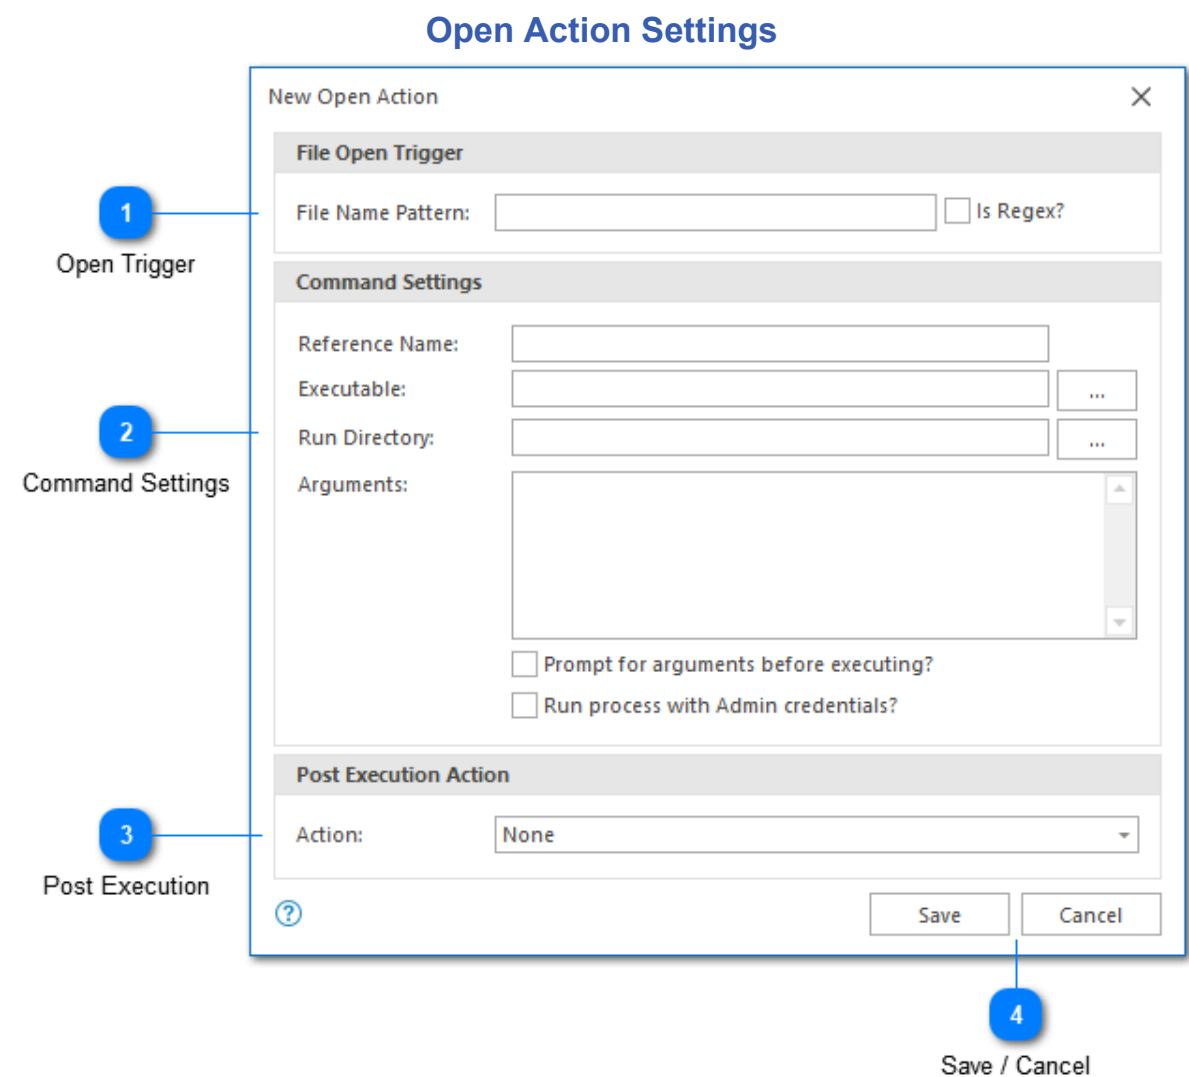 Open Action Settings
New Open Action
File Open Trigger
1
File Name Pattern:
Is Regex?
Open Trigger
Command Settings
Reference Name:
Executable:
...
2
Run Directory:
...
Command Settings
Arguments:
Prompt for arguments before executing?
Run process with Admin credentials?
Post Execution Action
3
Action:
None
Post Execution
?
Save
Cancel
4
Save / Cancel